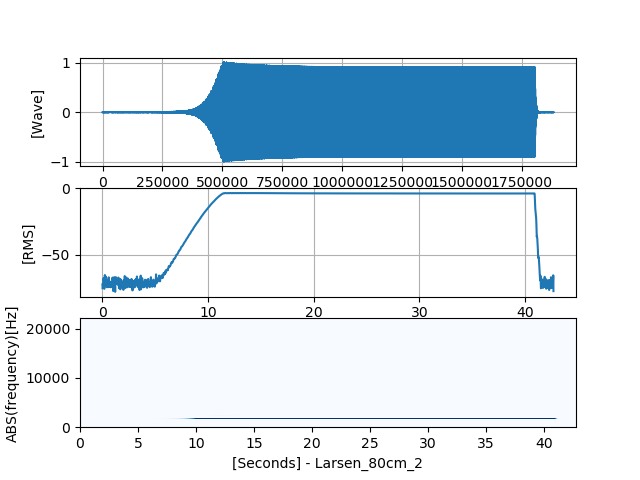 1
0
−1
[Wave]
0 250000 500000 750000 1000000 1250000 1500000 1750000
0
−50
[RMS]
0 10 20 30 40
20000
10000
0
ABS(frequency)[Hz]
0 5 10 15 20 25 30 35 40
[Seconds] - Larsen_80cm_2